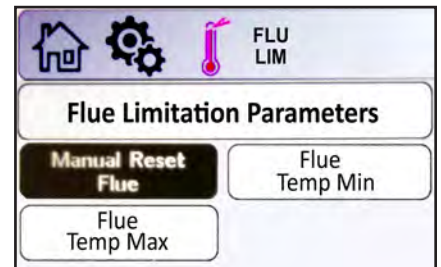 FLU
LIM
Flue Limitation Parameters
Manual Reset
Flue
Flue
Temp Min
Flue
Temp Max